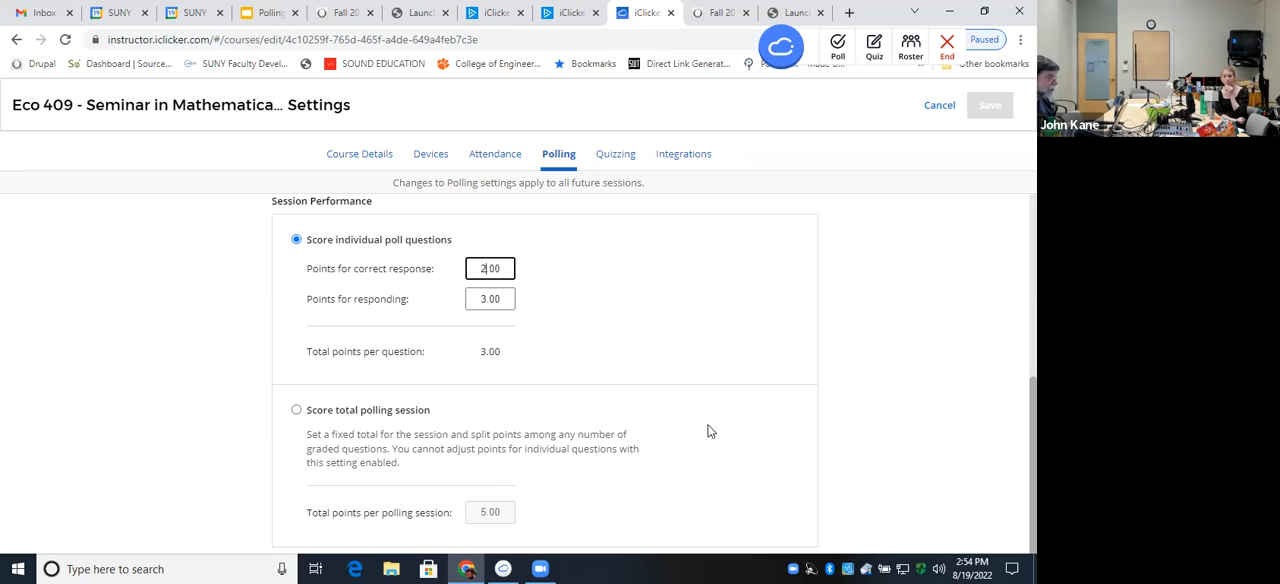 Inbox SUNY SUNY Polling Fall 20 Launc iClicke iClicke iClicke Fall 20 Launc
instructor.iclicker.com/#/courses/edit/4c10259f-765d-465f-a4de-649a4feb7c3e
Poll Quiz Roster End Paused
Drupal Dashboard | Source... SUNY Faculty Devel... SOUND EDUCATION College of Engineer... Bookmarks Direct Link Generat... Other bookmarks
Eco 409 - Seminar in Mathematica... Settings
Cancel Save
John Kane
Course Details Devices Attendance Polling Quizzing Integrations
Changes to Polling settings apply to all future sessions.
Session Performance
Score individual poll questions
Points for correct response: 2.00
Points for responding: 3.00
Total points per question: 3.00
Score total polling session
Set a fixed total for the session and split points among any number of
graded questions. You cannot adjust points for individual questions with
this setting enabled.
Total points per polling session: 5.00
Type here to search
2:54 PM
8/19/2022